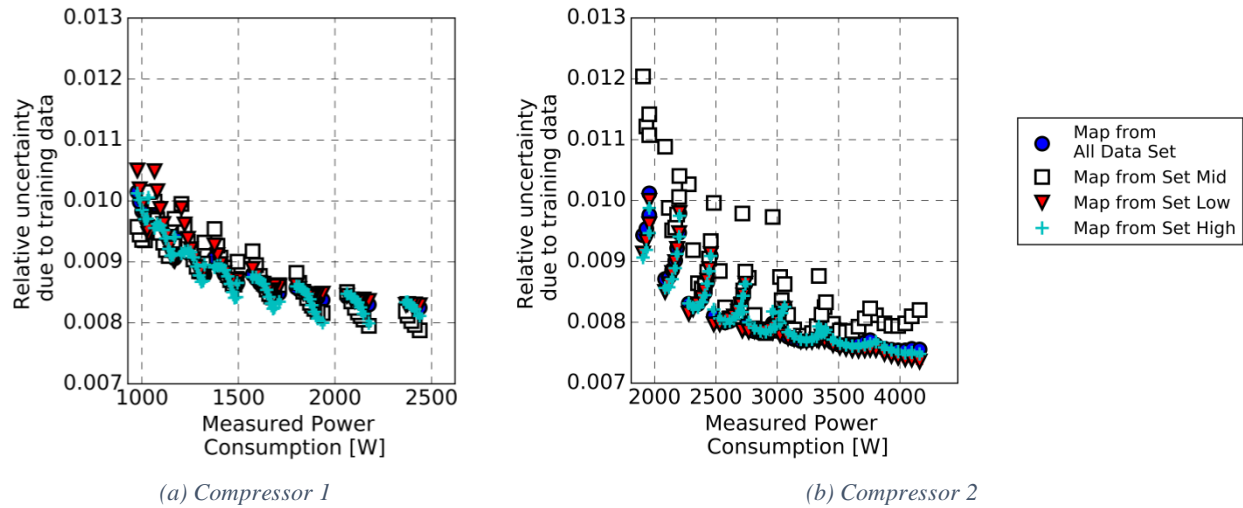 0.013
0.012
0.011
0.010
0.009
0.008
0.007
Relative uncertainty
due to training data
1000 1500 2000 2500
Measured Power
Consumption [W]
(a) Compressor 1
0.013
0.012
0.011
0.010
0.009
0.008
0.007
Relative uncertainty
due to training data
2000 2500 3000 3500 4000
Measured Power
Consumption [W]
(b) Compressor 2
Map from
All Data Set
Map from Set Mid
Map from Set Low
Map from Set High